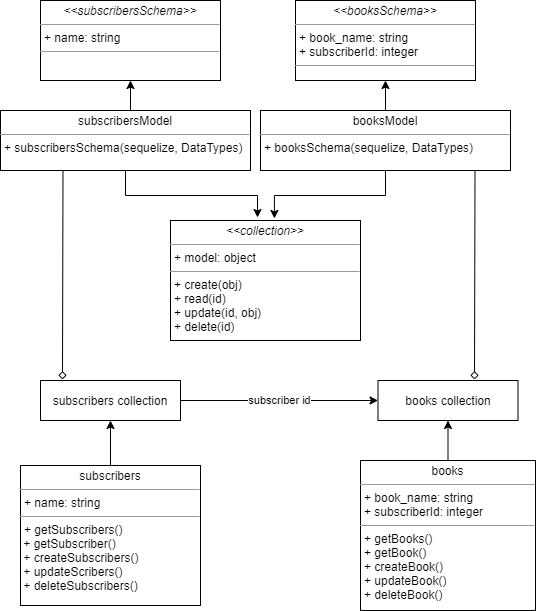 <<subscribersSchema>>
+ name: string
<<booksSchema>>
+ book_name: string
+ subscriberId: integer
subscribersModel
+ subscribersSchema(sequelize, DataTypes)
booksModel
+ booksSchema(sequelize, DataTypes)
<<collection>>
+ model: object
+ create(obj)
+ read(id)
+ update(id, obj)
+ delete(id)
subscribers collection
subscriber id
books collection
subscribers
+ name: string
+ getSubscribers()
+ getSubscriber()
+ createSubscribers()
+ updateScribers()
+ deleteSubscribers()
books
+ book_name: string
+ subscriberId: integer
+ getBooks()
+ getBook()
+ createBook()
+ updateBook()
+ deleteBook()